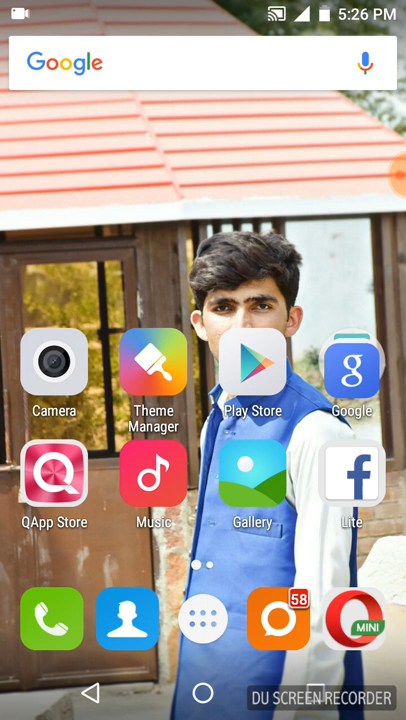 5:26 PM
Google
Camera
Theme Manager
Play Store
Google
QApp Store
Music
Gallery
Lite
58
MINI
DU SCREEN RECORDER